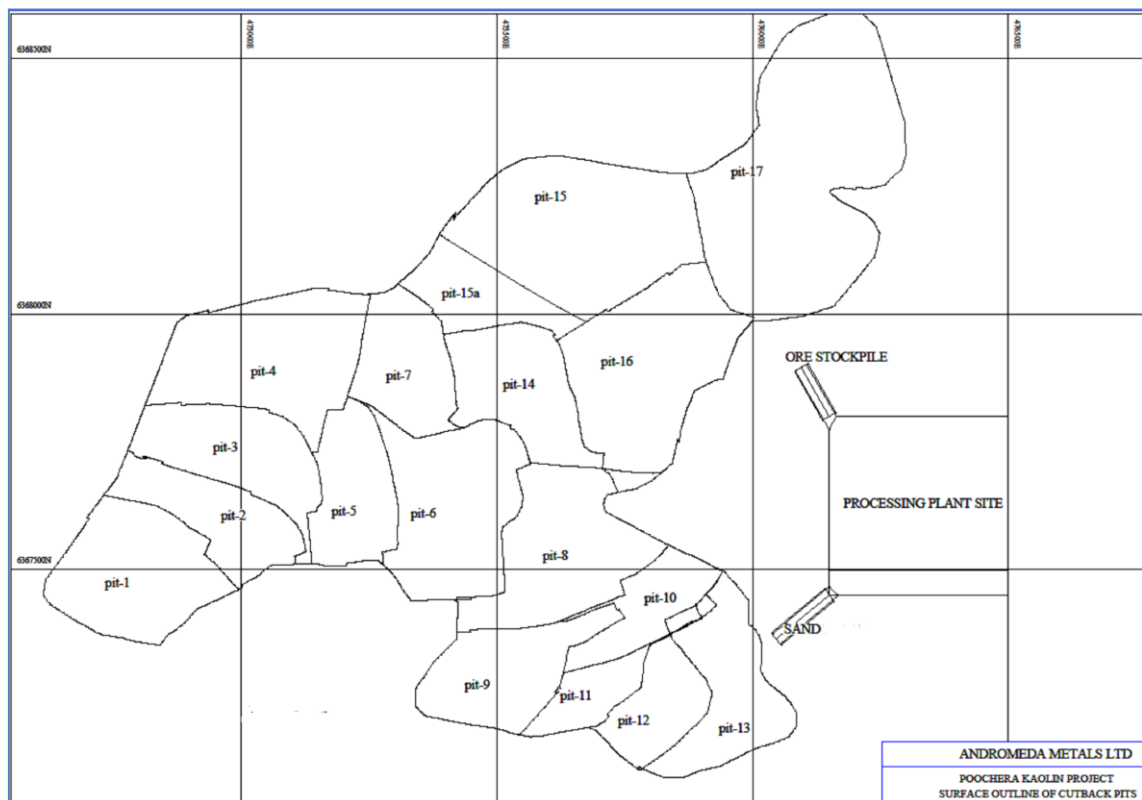 475000E
475500E
476000E
476500E
6368500N
pit-17
pit-15
pit-15a
6368000N
ORE STOCKPILE
pit-16
pit-4
pit-7
pit-14
pit-3
PROCESSING PLANT SITE
pit-2
pit-5
pit-6
pit-8
6367500N
pit-1
pit-10
SAND
pit-9
pit-11
pit-12
pit-13
ANDROMEDA METALS LTD
POOCHERA KAOLIN PROJECT
SURFACE OUTLINE OF CUTBACK PITS